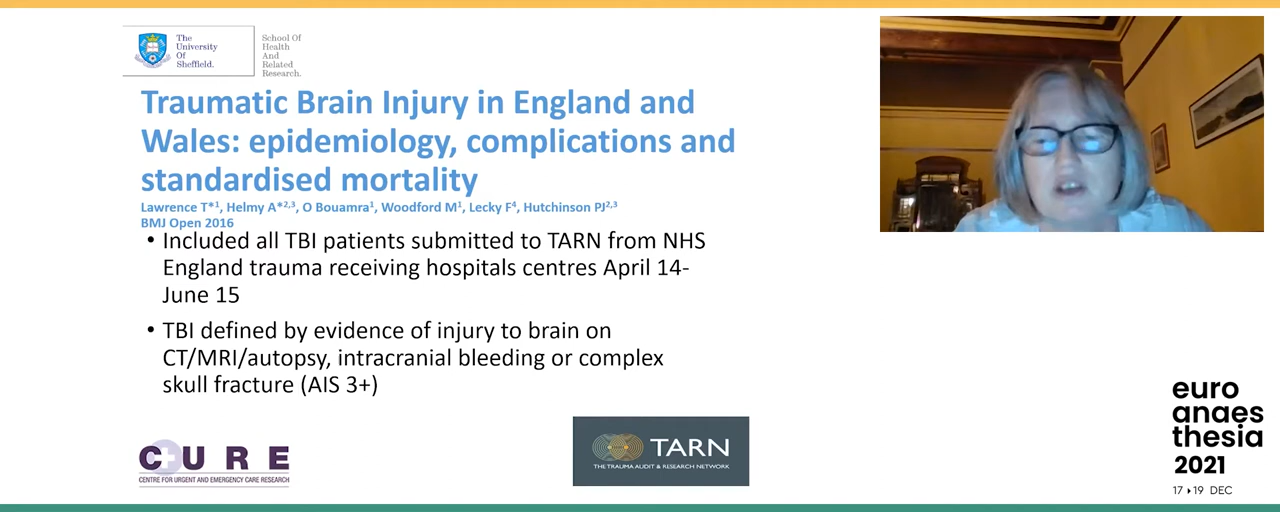 The
University
Of
Sheffield.
School Of
Health
And
Related
Research.
Traumatic Brain Injury in England and
Wales: epidemiology, complications and
standardised mortality
Lawrence T*¹, Helmy A*²,³, O Bouamra¹, Woodford M¹, Lecky F⁴, Hutchinson PJ²,³
BMJ Open 2016
• Included all TBI patients submitted to TARN from NHS
England trauma receiving hospitals centres April 14-
June 15
• TBI defined by evidence of injury to brain on
CT/MRI/autopsy, intracranial bleeding or complex
skull fracture (AIS 3+)
CURE
CENTRE FOR URGENT AND EMERGENCY CARE RESEARCH
TARN
THE TRAUMA AUDIT & RESEARCH NETWORK
euro
anaes
thesia
2021
17 ▸ 19 DEC